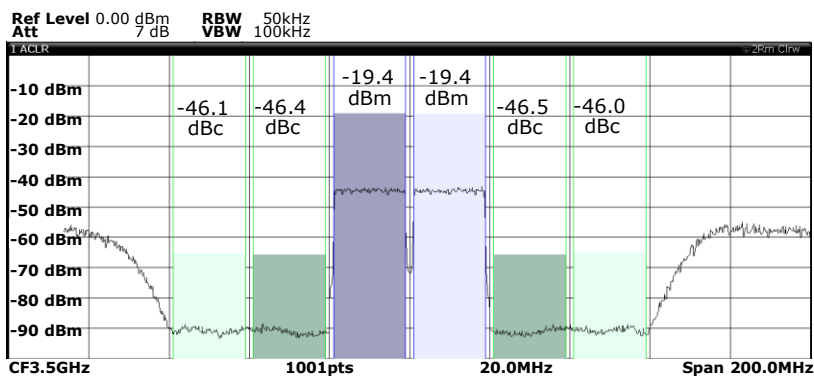 Ref Level 0.00 dBm RBW 50kHz
Att 7 dB VBW 100kHz
1 ACLR 2Rm Clrw
-10 dBm
-20 dBm
-30 dBm
-40 dBm
-50 dBm
-60 dBm
-70 dBm
-80 dBm
-90 dBm
-46.1 dBc
-46.4 dBc
-19.4 dBm
-19.4 dBm
-46.5 dBc
-46.0 dBc
CF3.5GHz 1001pts 20.0MHz Span 200.0MHz